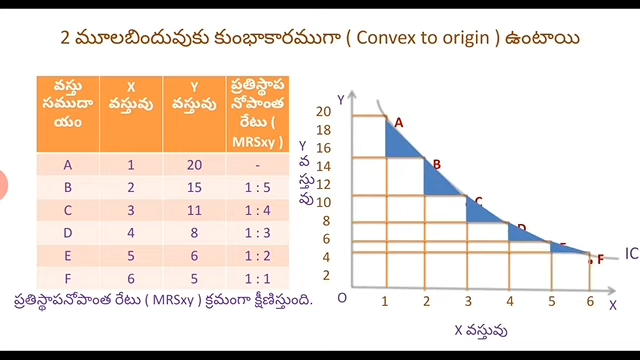 2 మూలబిందువుకు కుంభాకారముగా ( Convex to origin ) ఉంటాయి
వస్తు సముదా యం X వస్తువు Y వస్తువు ప్రతిస్థాప నోపాంత రేటు ( MRSxy )
A 1 20 -
B 2 15 1 : 5
C 3 11 1 : 4
D 4 8 1 : 3
E 5 6 1 : 2
F 6 5 1 : 1
ప్రతిస్థాపనోపాంత రేటు ( MRSxy ) క్రమంగా క్షీణిస్తుంది.
Y
Y వస్తువు
20
18
16
14
12
10
8
6
4
2
A
B
C
D
F
IC
O 1 2 3 4 5 6 X
X వస్తువు